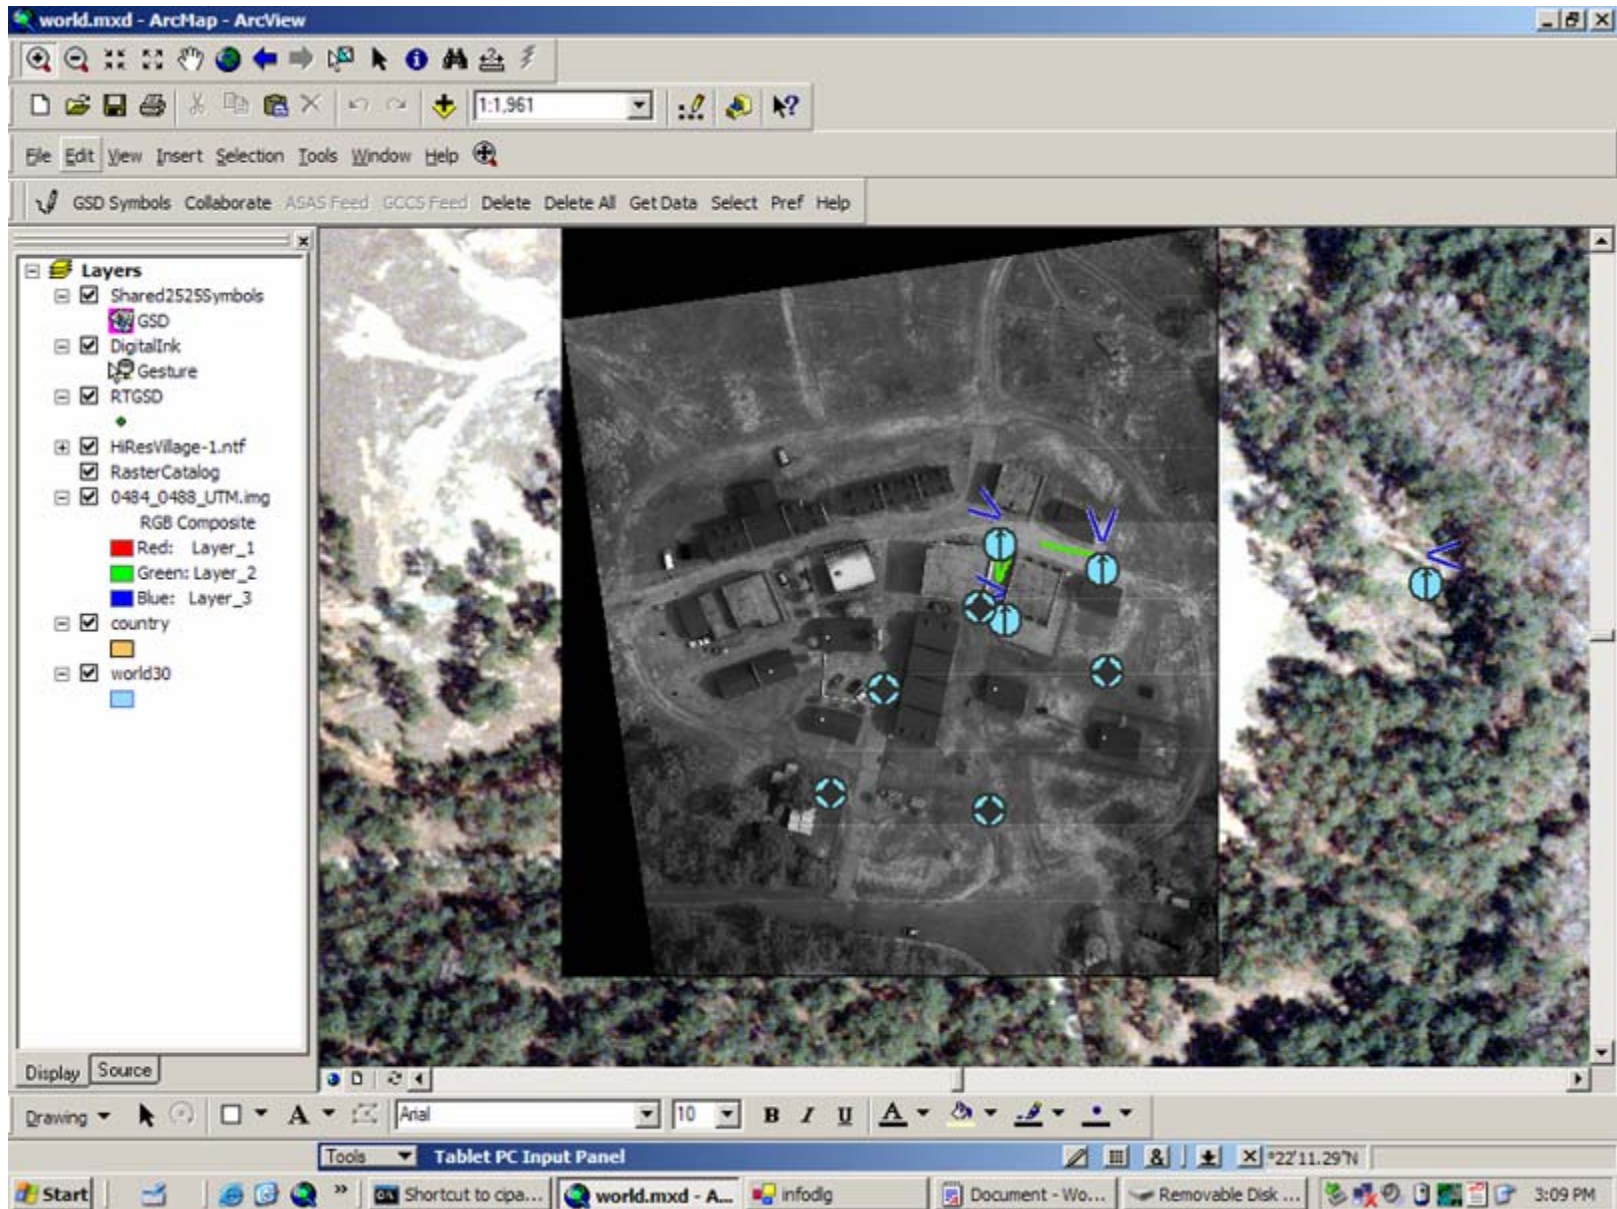 world.mxd - ArcMap - ArcView
1:1,961
File Edit View Insert Selection Tools Window Help
GSD Symbols Collaborate ASAS Feed GCCS Feed Delete Delete All Get Data Select Pref Help
Layers
Shared2525Symbols
GSD
DigitalInk
Gesture
RTGSD
HiResVillage-1.ntf
RasterCatalog
0484_0488_UTM.img
RGB Composite
Red: Layer_1
Green: Layer_2
Blue: Layer_3
country
world30
Display Source
Drawing A Arial 10 B I U A
Tools Tablet PC Input Panel & °22'11.29"N
Start » Shortcut to cipa... world.mxd - A... infodlg Document - Wo... Removable Disk ... 3:09 PM